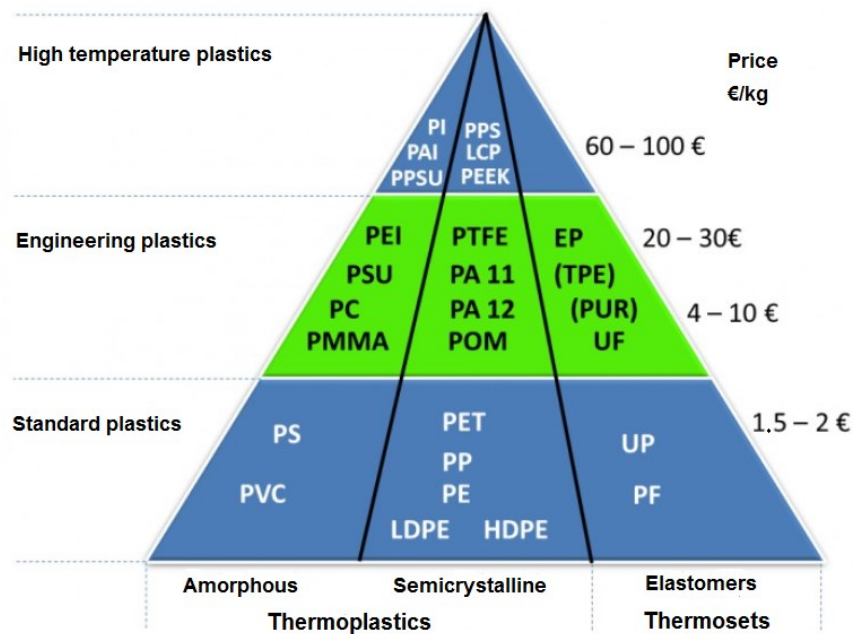 High temperature plastics
Price
€/kg
PI PPS
PAI LCP
PPSU PEEK
60 – 100 €
Engineering plastics
PEI PTFE EP
20 – 30€
PSU PA 11 (TPE)
PC PA 12 (PUR)
4 – 10 €
PMMA POM UF
Standard plastics
PS PET UP
1.5 – 2 €
PP
PVC PE PF
LDPE HDPE
Amorphous Semicrystalline Elastomers
Thermoplastics Thermosets